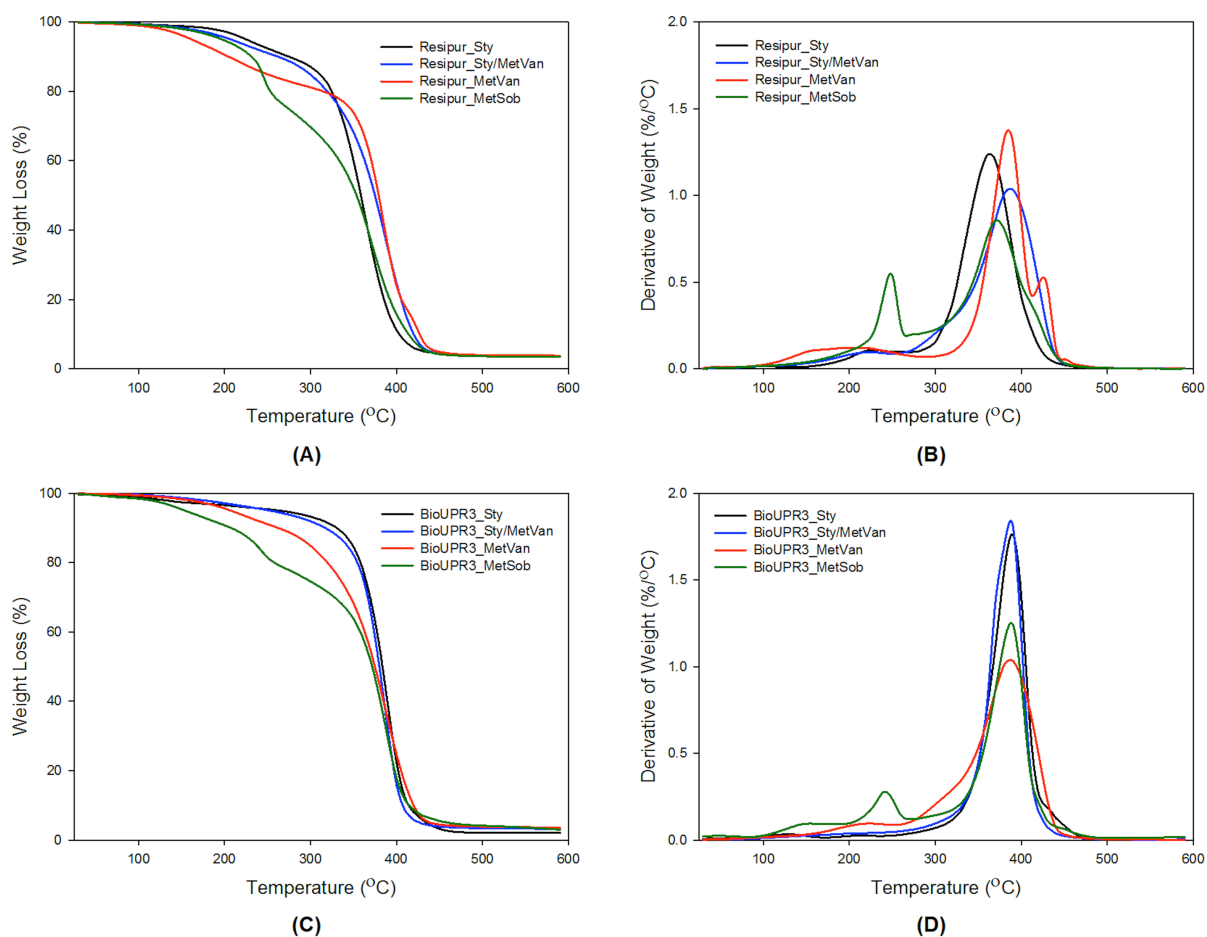 100
80
60
40
20
0
Weight Loss (%)
Resipur_Sty
Resipur_Sty/MetVan
Resipur_MetVan
Resipur_MetSob
100 200 300 400 500 600
Temperature (°C)
(A)
2.0
1.5
1.0
0.5
0.0
Derivative of Weight (%/°C)
Resipur_Sty
Resipur_Sty/MetVan
Resipur_MetVan
Resipur_MetSob
100 200 300 400 500 600
Temperature (°C)
(B)
100
80
60
40
20
0
Weight Loss (%)
BioUPR3_Sty
BioUPR3_Sty/MetVan
BioUPR3_MetVan
BioUPR3_MetSob
100 200 300 400 500 600
Temperature (°C)
(C)
2.0
1.5
1.0
0.5
0.0
Derivative of Weight (%/°C)
BioUPR3_Sty
BioUPR3_Sty/MetVan
BioUPR3_MetVan
BioUPR3_MetSob
100 200 300 400 500 600
Temperature (°C)
(D)